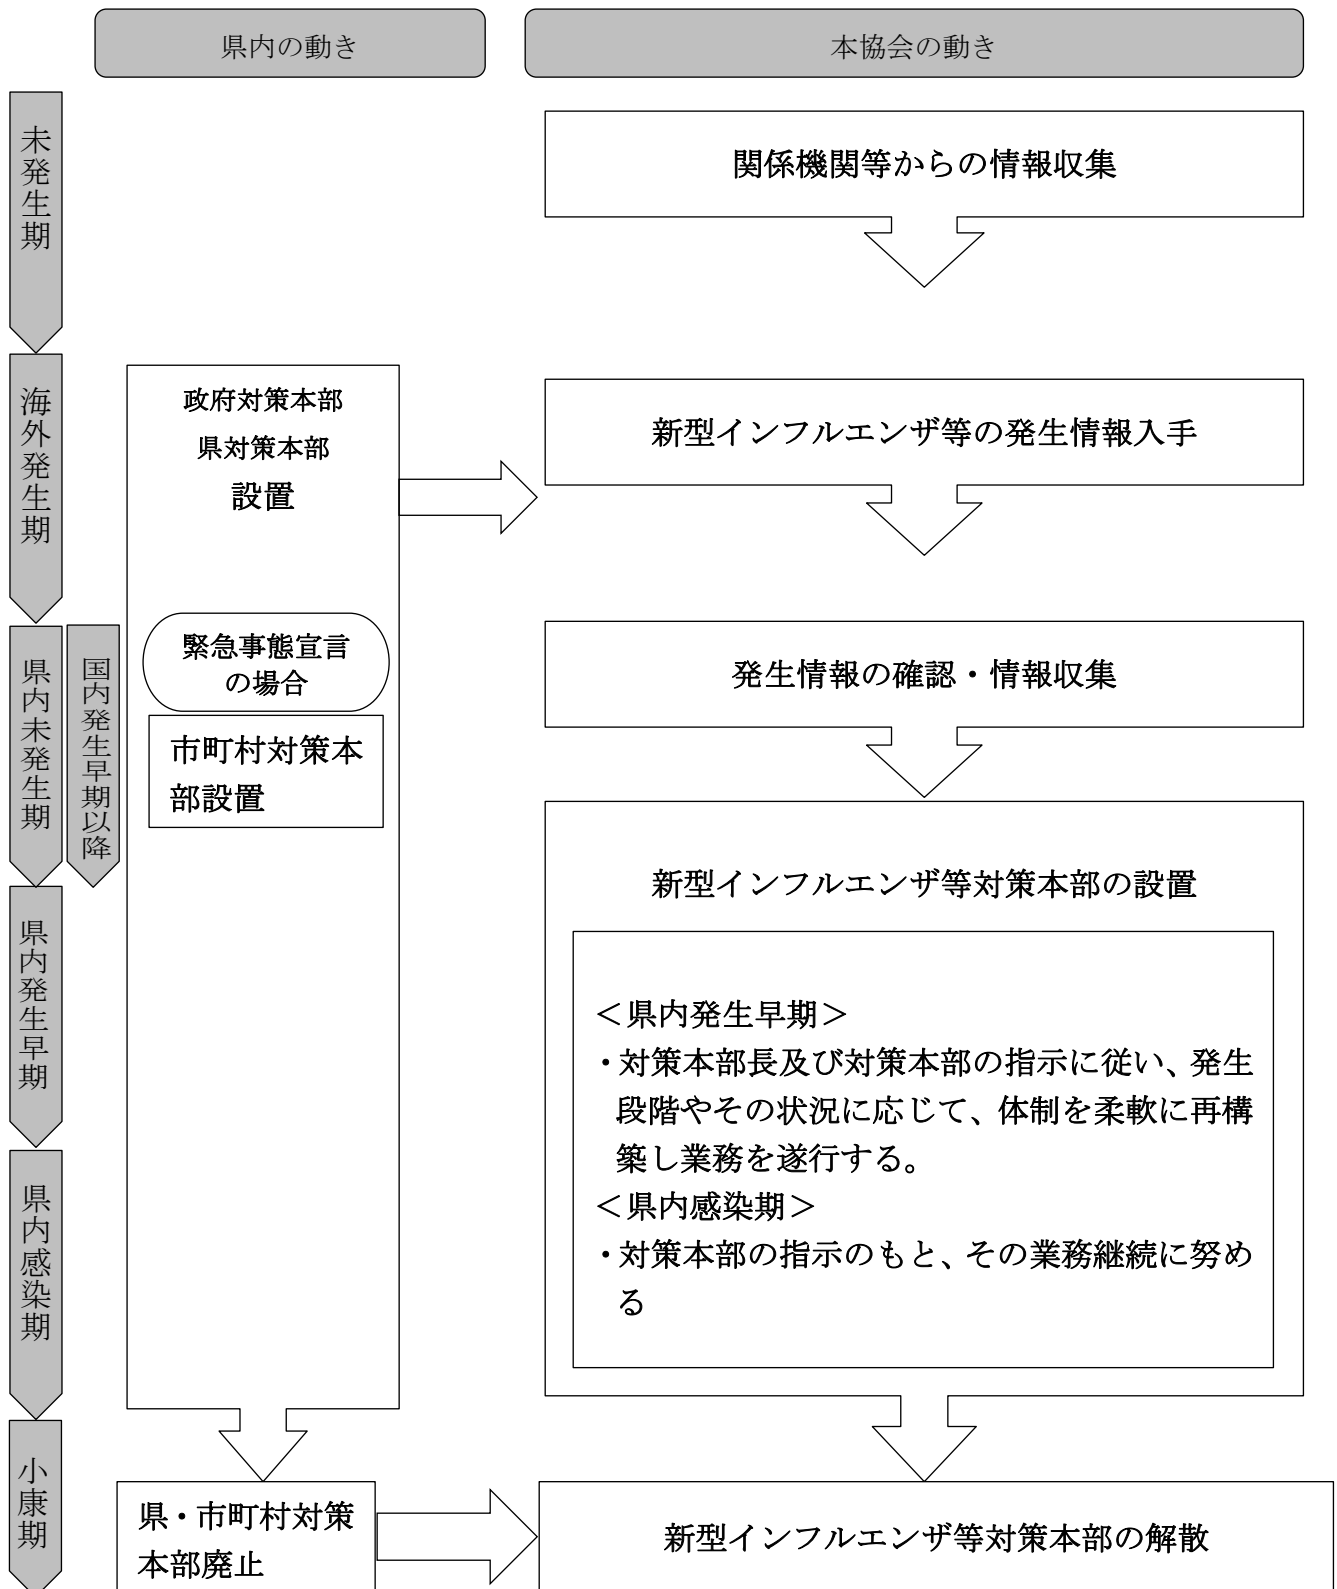 県内の動き
本協会の動き
未発生期
関係機関等からの情報収集
海外発生期
政府対策本部
県対策本部
設置
新型インフルエンザ等の発生情報入手
県内未発生期
国内発生早期以降
緊急事態宣言
の場合
市町村対策本
部設置
発生情報の確認・情報収集
新型インフルエンザ等対策本部の設置
県内発生早期
＜県内発生早期＞
・対策本部長及び対策本部の指示に従い、発生
段階やその状況に応じて、体制を柔軟に再構
築し業務を遂行する。
＜県内感染期＞
・対策本部の指示のもと、その業務継続に努め
る
県内感染期
小康期
県・市町村対策
本部廃止
新型インフルエンザ等対策本部の解散